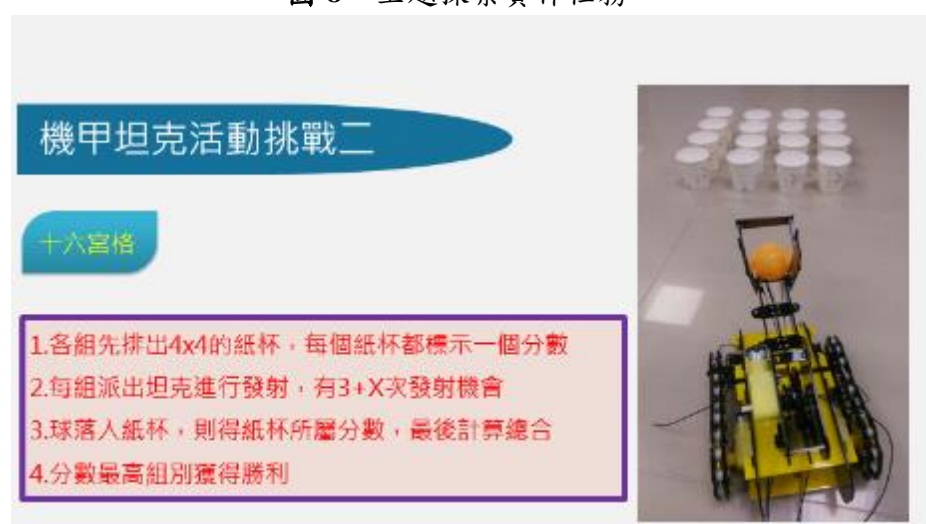 機甲坦克活動挑戰二
十六宮格
1.各組先排出4x4的紙杯，每個紙杯都標示一個分數
2.每組派出坦克進行發射，有3+X次發射機會
3.球落入紙杯，則得紙杯所屬分數，最後計算總合
4.分數最高組別獲得勝利